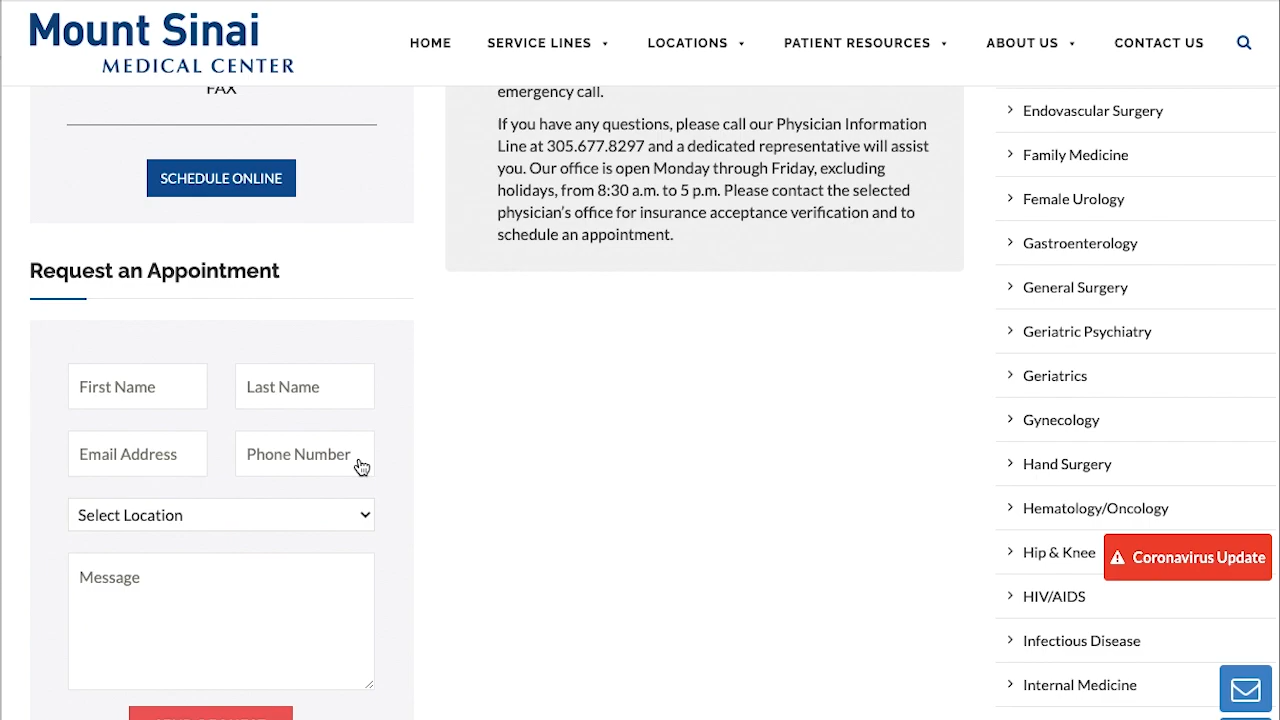 Mount Sinai
MEDICAL CENTER
HOME
SERVICE LINES
LOCATIONS
PATIENT RESOURCES
ABOUT US
CONTACT US
FAX
SCHEDULE ONLINE
Request an Appointment
First Name
Last Name
Email Address
Phone Number
Select Location
Message
emergency call.
If you have any questions, please call our Physician Information
Line at 305.677.8297 and a dedicated representative will assist
you. Our office is open Monday through Friday, excluding
holidays, from 8:30 a.m. to 5 p.m. Please contact the selected
physician's office for insurance acceptance verification and to
schedule an appointment.
Endovascular Surgery
Family Medicine
Female Urology
Gastroenterology
General Surgery
Geriatric Psychiatry
Geriatrics
Gynecology
Hand Surgery
Hematology/Oncology
Hip & Knee
Coronavirus Update
HIV/AIDS
Infectious Disease
Internal Medicine